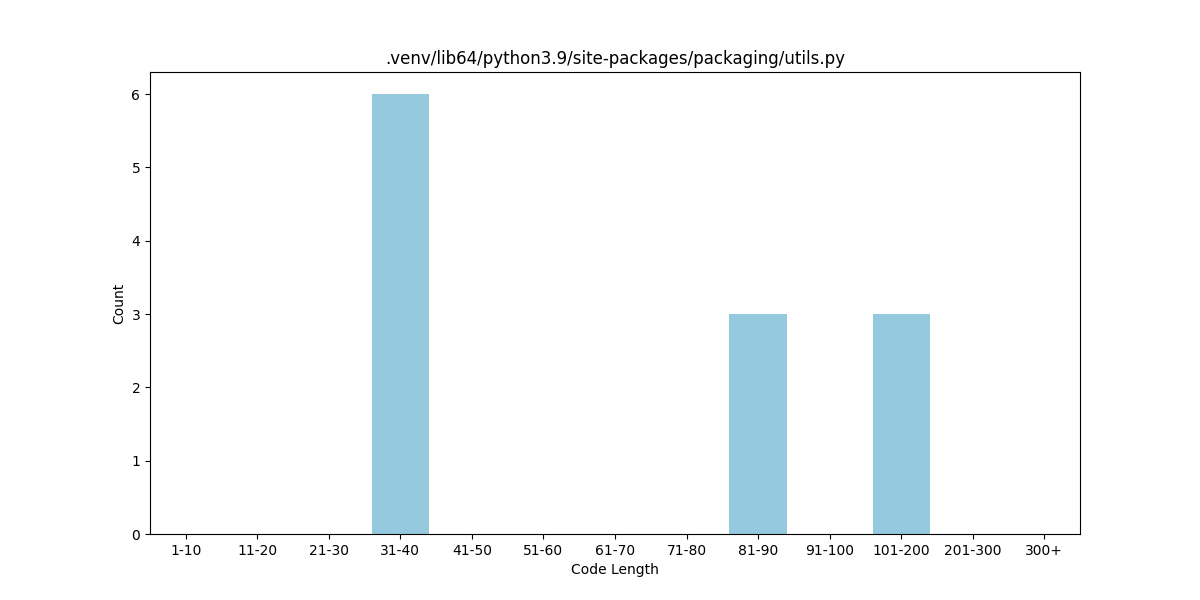 .venv/lib64/python3.9/site-packages/packaging/utils.py
6
5
4
3
2
1
0
Count
1-10 11-20 21-30 31-40 41-50 51-60 61-70 71-80 81-90 91-100 101-200 201-300 300+
Code Length